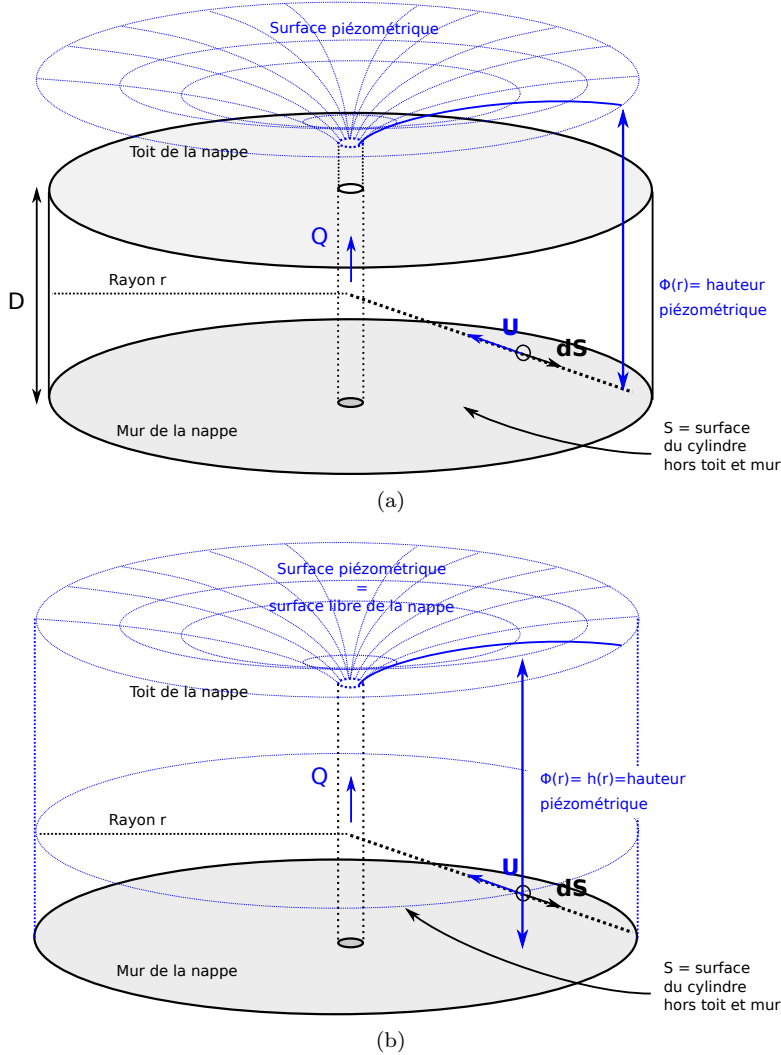 Surface piézométrique
Toit de la nappe
Q
Rayon r
D
Φ(r)= hauteur
piézométrique
U
dS
Mur de la nappe
S = surface
du cylindre
hors toit et mur
(a)
Surface piézométrique
=
surface libre de la nappe
Toit de la nappe
Q
Φ(r)= h(r)=hauteur
piézométrique
Rayon r
U
dS
Mur de la nappe
S = surface
du cylindre
hors toit et mur
(b)